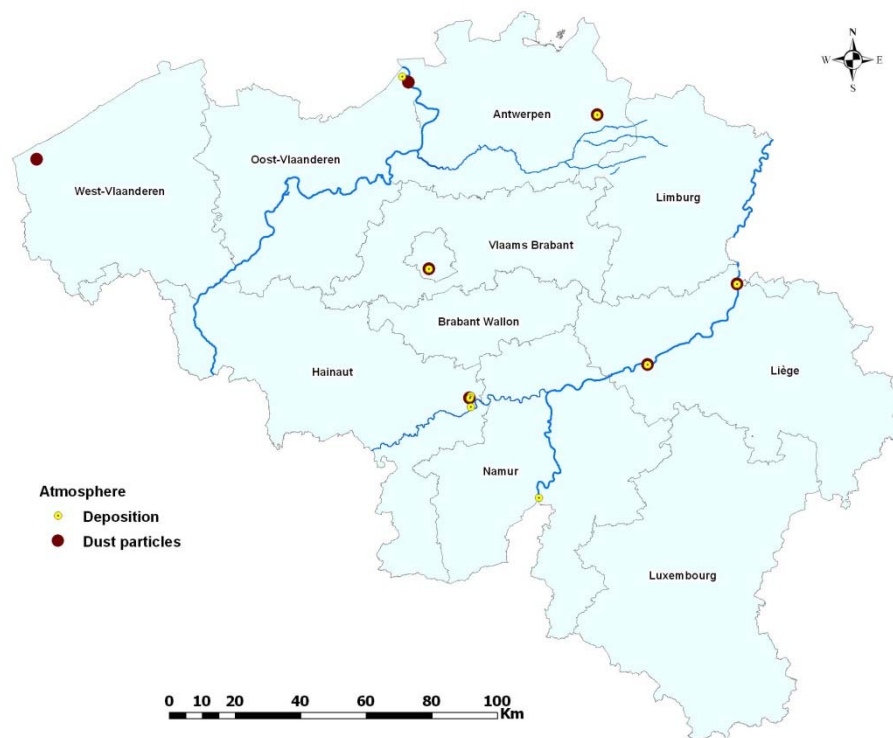 N
W E
S
Antwerpen
Oost-Vlaanderen
West-Vlaanderen
Limburg
Vlaams Brabant
Brabant Wallon
Hainaut
Liège
Namur
Atmosphere
Deposition
Dust particles
Luxembourg
0 10 20 40 60 80 100
Km